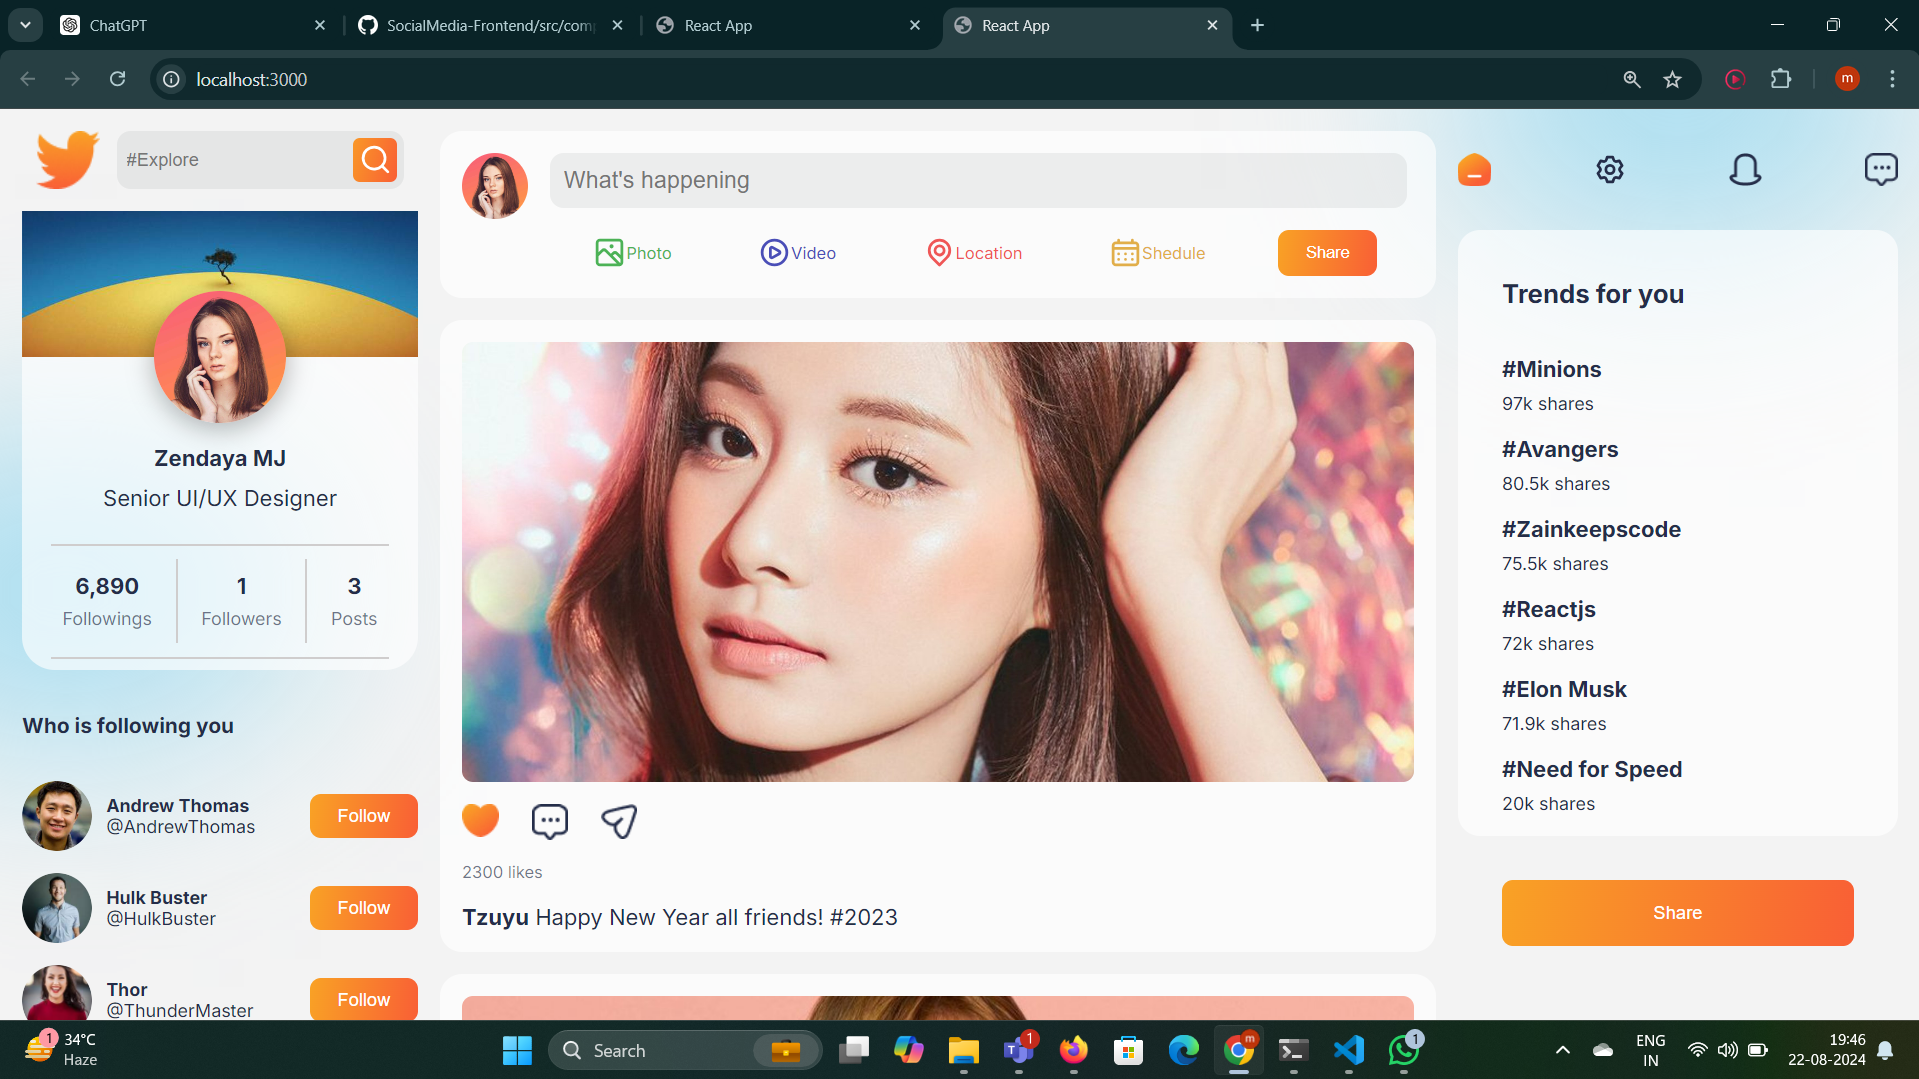 ChatGPT
SocialMedia-Frontend/src/com
React App
React App
localhost:3000
m
#Explore
Zendaya MJ
Senior UI/UX Designer
6,890
Followings
1
Followers
3
Posts
Who is following you
Andrew Thomas
@AndrewThomas
Follow
Hulk Buster
@HulkBuster
Follow
Thor
@ThunderMaster
Follow
What's happening
Photo
Video
Location
Shedule
Share
2300 likes
Tzuyu Happy New Year all friends! #2023
Trends for you
#Minions
97k shares
#Avangers
80.5k shares
#Zainkeepscode
75.5k shares
#Reactjs
72k shares
#Elon Musk
71.9k shares
#Need for Speed
20k shares
Share
1
34°C
Haze
Search
1
m
1
ENG
IN
19:46
22-08-2024